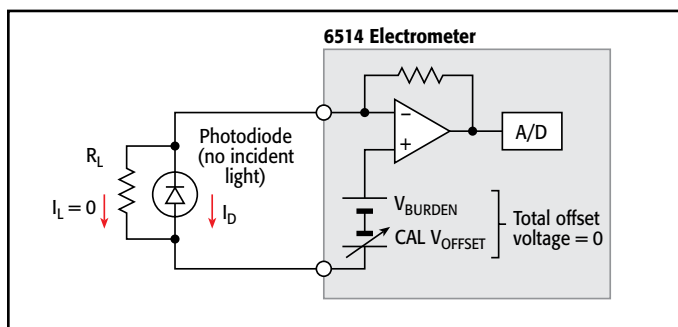 6514 Electrometer
Photodiode
(no incident
light)
R_L
I_L = 0
I_D
−
+
A/D
V_BURDEN
CAL V_OFFSET
Total offset
voltage = 0